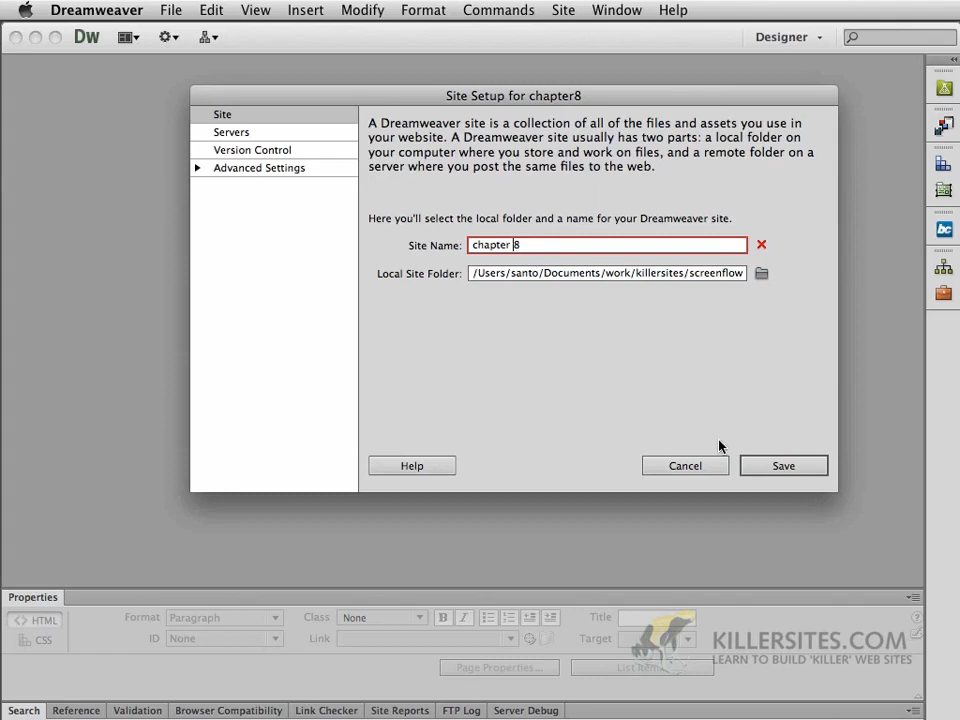 Dreamweaver File Edit View Insert Modify Format Commands Site Window Help
Dw Designer
Site Setup for chapter8
Site
Servers
Version Control
Advanced Settings
A Dreamweaver site is a collection of all of the files and assets you use in
your website. A Dreamweaver site usually has two parts: a local folder on
your computer where you store and work on files, and a remote folder on a
server where you post the same files to the web.
Here you'll select the local folder and a name for your Dreamweaver site.
Site Name: chapter 8
Local Site Folder: /Users/santo/Documents/work/killersites/screenflow
Help Cancel Save
bc
Properties
<> HTML Format Paragraph Class None B I Title
CSS ID None Link Target
Page Properties... List Item...
KILLERSITES.COM
LEARN TO BUILD 'KILLER' WEB SITES
Search Reference Validation Browser Compatibility Link Checker Site Reports FTP Log Server Debug